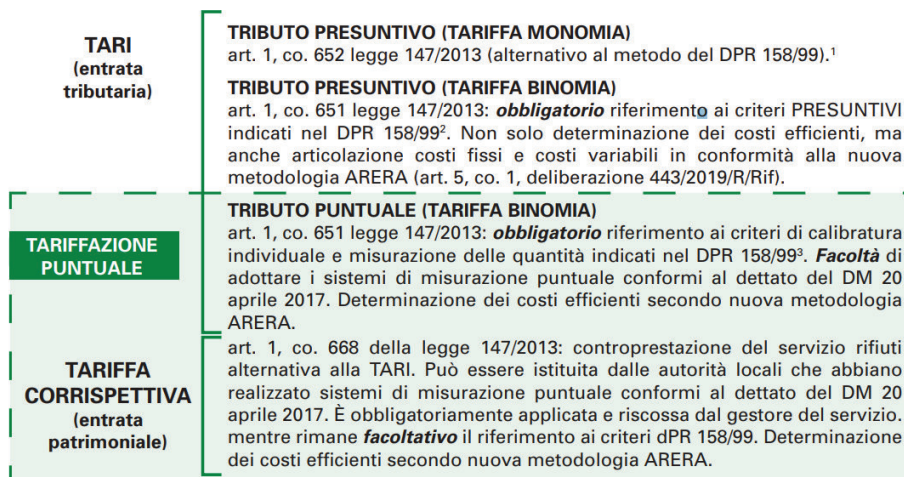 TARI
(entrata
tributaria)
TRIBUTO PRESUNTIVO (TARIFFA MONOMIA)
art. 1, co. 652 legge 147/2013 (alternativo al metodo del DPR 158/99).¹
TRIBUTO PRESUNTIVO (TARIFFA BINOMIA)
art. 1, co. 651 legge 147/2013: obbligatorio riferimento ai criteri PRESUNTIVI
indicati nel DPR 158/99². Non solo determinazione dei costi efficienti, ma
anche articolazione costi fissi e costi variabili in conformità alla nuova
metodologia ARERA (art. 5, co. 1, deliberazione 443/2019/R/Rif).
TARIFFAZIONE
PUNTUALE
TRIBUTO PUNTUALE (TARIFFA BINOMIA)
art. 1, co. 651 legge 147/2013: obbligatorio riferimento ai criteri di calibratura
individuale e misurazione delle quantità indicati nel DPR 158/99³. Facoltà di
adottare i sistemi di misurazione puntuale conformi al dettato del DM 20
aprile 2017. Determinazione dei costi efficienti secondo nuova metodologia
ARERA.
TARIFFA
CORRISPETTIVA
(entrata
patrimoniale)
art. 1, co. 668 della legge 147/2013: controprestazione del servizio rifiuti
alternativa alla TARI. Può essere istituita dalle autorità locali che abbiano
realizzato sistemi di misurazione puntuale conformi al dettato del DM 20
aprile 2017. È obbligatoriamente applicata e riscossa dal gestore del servizio.
mentre rimane facoltativo il riferimento ai criteri dPR 158/99. Determinazione
dei costi efficienti secondo nuova metodologia ARERA.